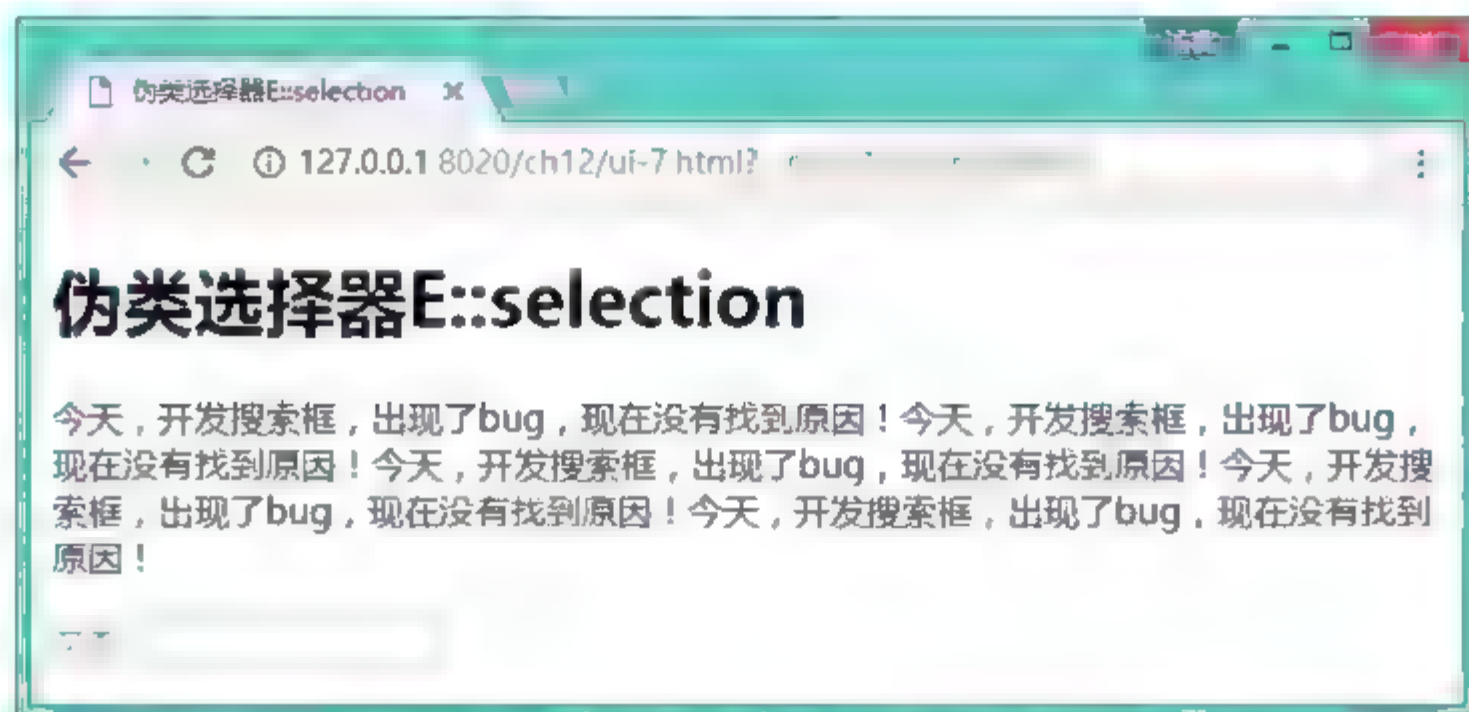 伪类选择器E::selection
127.0.0.1 8020/ch12/ui-7 html?
伪类选择器E::selection
今天，开发搜索框，出现了bug，现在没有找到原因！今天，开发搜索框，出现了bug，
现在没有找到原因！今天，开发搜索框，出现了bug，现在没有找到原因！今天，开发搜
索框，出现了bug，现在没有找到原因！今天，开发搜索框，出现了bug，现在没有找到
原因！